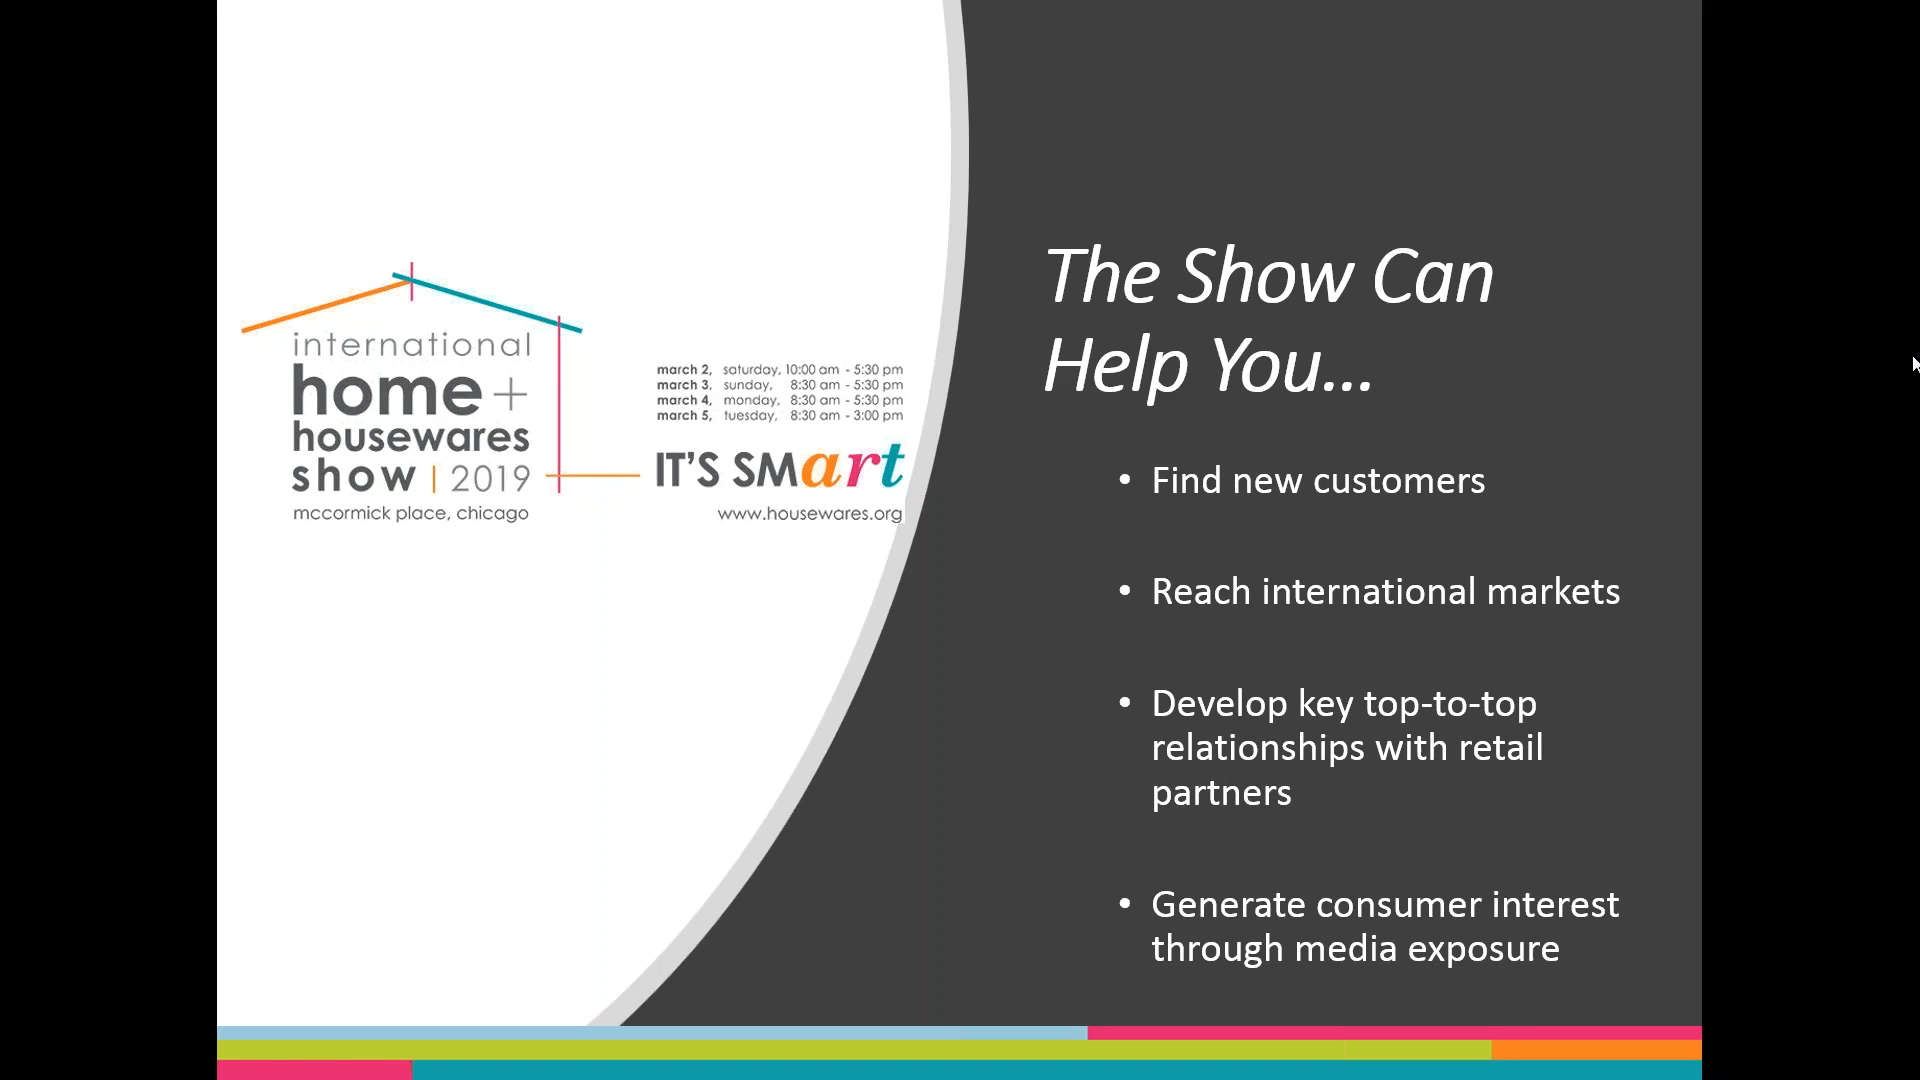 international
home +
housewares
show | 2019
mccormick place, chicago
march 2, saturday, 10:00 am - 5:30 pm
march 3, sunday, 8:30 am - 5:30 pm
march 4, monday, 8:30 am - 5:30 pm
march 5, tuesday, 8:30 am - 3:00 pm
IT'S SMart
www.housewares.org
The Show Can
Help You...
• Find new customers
• Reach international markets
• Develop key top-to-top
relationships with retail
partners
• Generate consumer interest
through media exposure